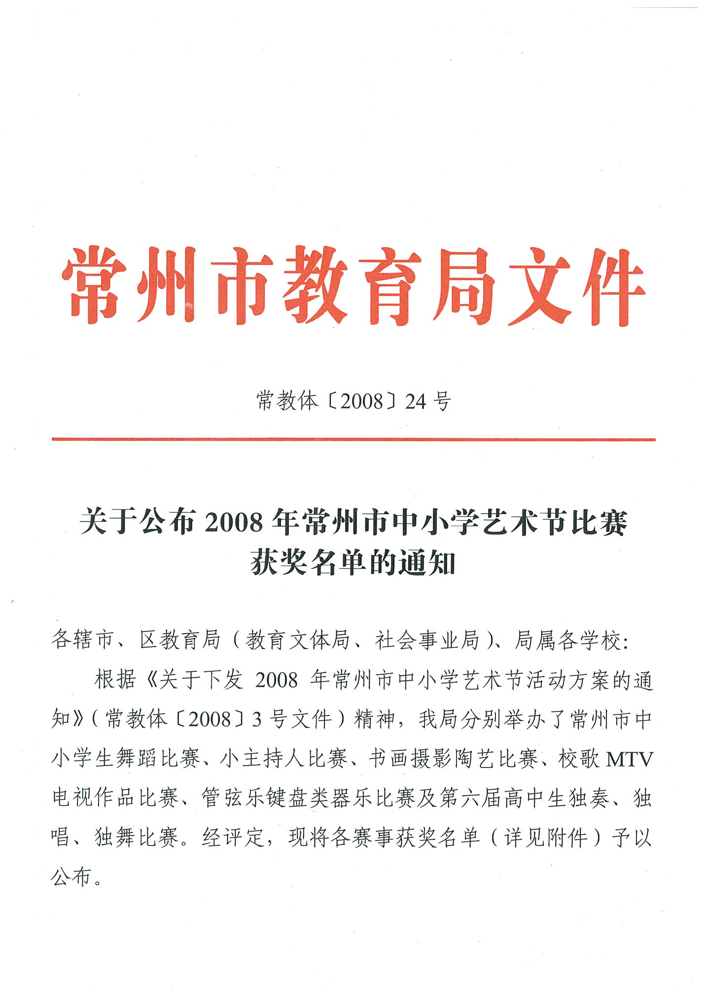 常州市教育局文件
常教体〔2008〕24 号
关于公布 2008 年常州市中小学艺术节比赛
获奖名单的通知
各辖市、区教育局（教育文体局、社会事业局）、局属各学校：
根据《关于下发 2008 年常州市中小学艺术节活动方案的通
知》（常教体〔2008〕3 号文件）精神，我局分别举办了常州市中
小学生舞蹈比赛、小主持人比赛、书画摄影陶艺比赛、校歌 MTV
电视作品比赛、管弦乐键盘类器乐比赛及第六届高中生独奏、独
唱、独舞比赛。经评定，现将各赛事获奖名单（详见附件）予以
公布。